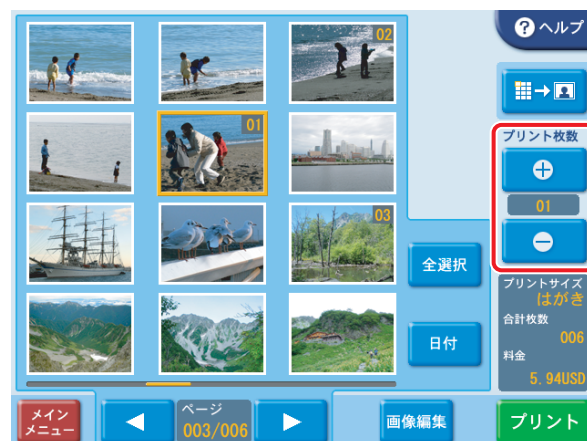 02
ヘルプ
01
プリント枚数
01
03
全選択
プリントサイズ
はがき
合計枚数
006
日付
料金
5.94USD
メイン
メニュー
ページ
003/006
画像編集
プリント